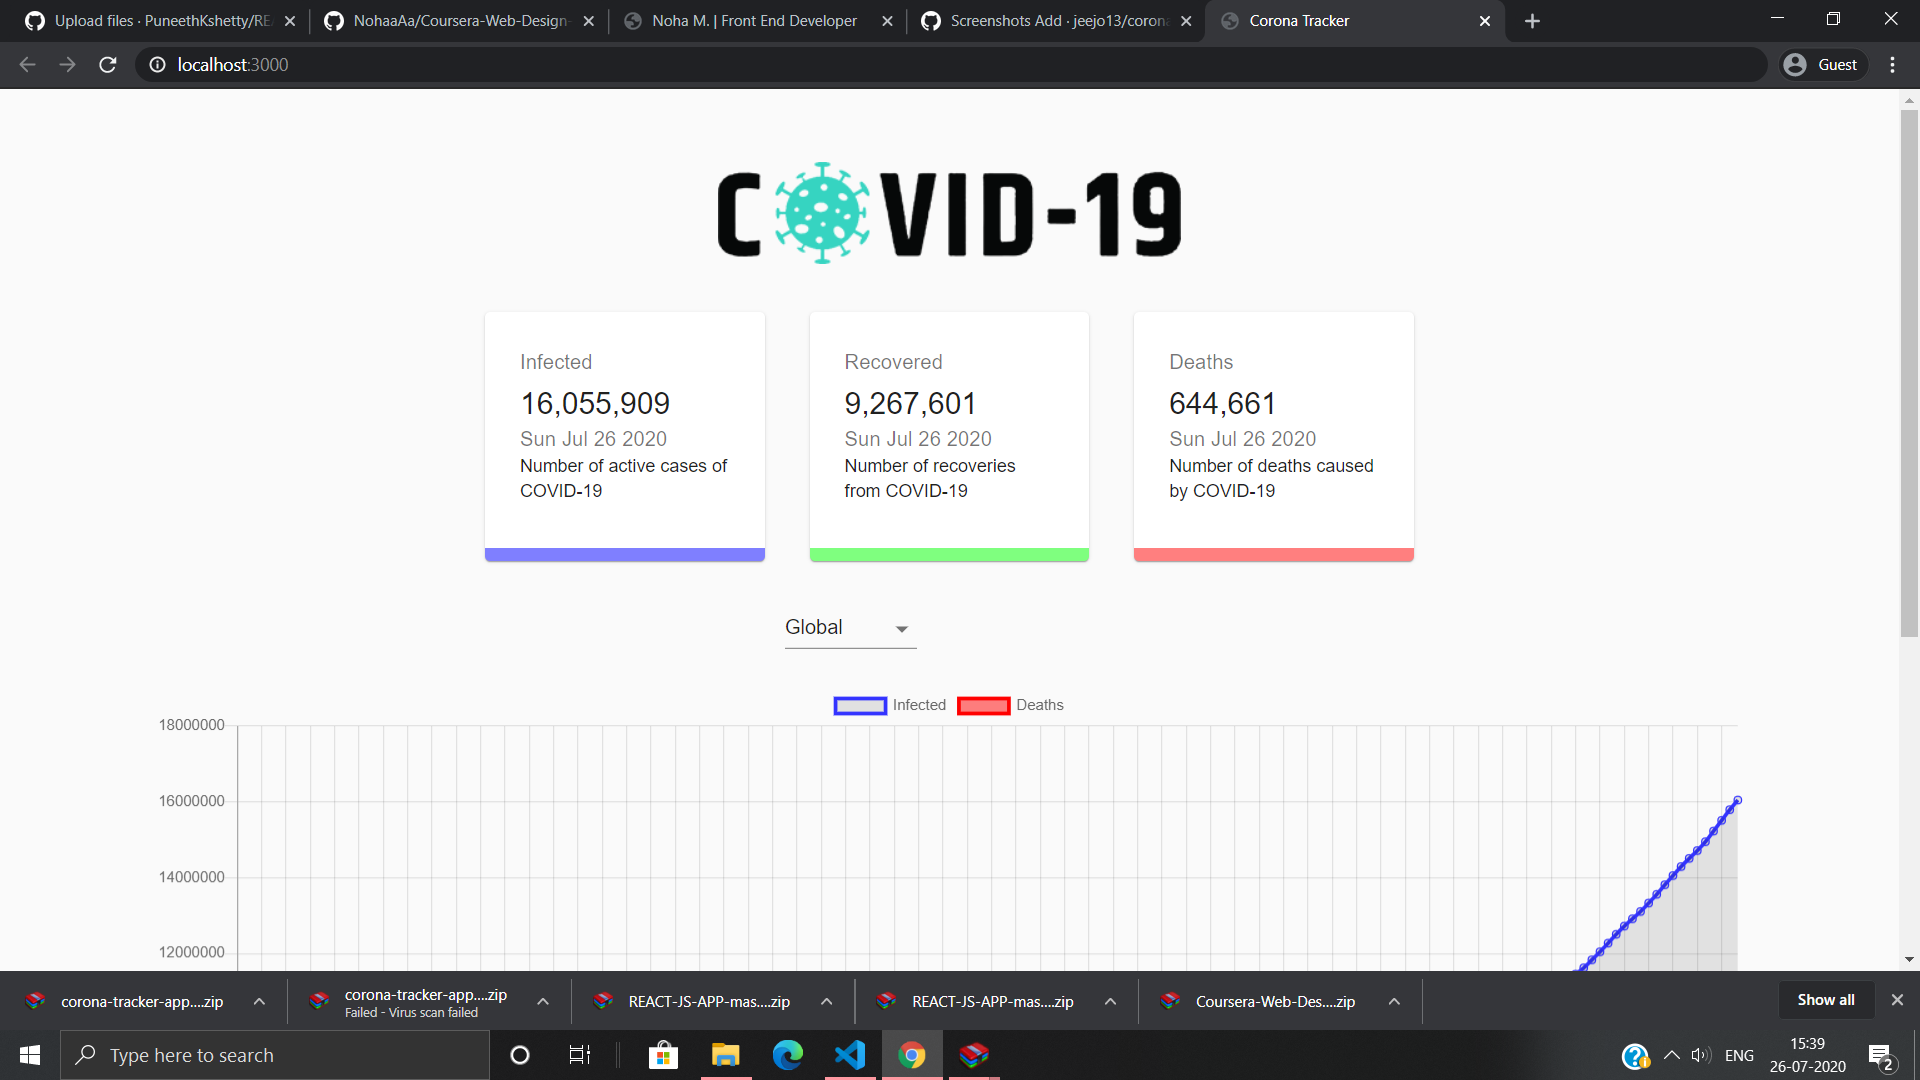 Upload files · PuneethKshetty/RE
NohaaAa/Coursera-Web-Design-
Noha M. | Front End Developer
Screenshots Add · jeejo13/corona
Corona Tracker
localhost:3000
Guest
C VID-19
Infected
16,055,909
Sun Jul 26 2020
Number of active cases of
COVID-19
Recovered
9,267,601
Sun Jul 26 2020
Number of recoveries
from COVID-19
Deaths
644,661
Sun Jul 26 2020
Number of deaths caused
by COVID-19
Global
Infected
Deaths
18000000
16000000
14000000
12000000
corona-tracker-app....zip
corona-tracker-app....zip
Failed - Virus scan failed
REACT-JS-APP-mas....zip
REACT-JS-APP-mas....zip
Coursera-Web-Des....zip
Show all
Type here to search
ENG
15:39
26-07-2020
2